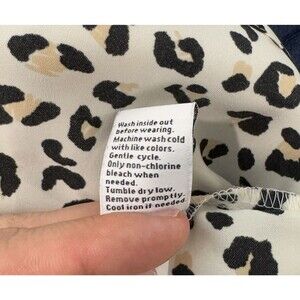 Wash inside out
before wearing.
Machine wash cold
with like colors.
Gentle cycle.
Only non-chlorine
bleach when
needed.
Tumble dry low.
Remove promptly.
Cool iron if needed.